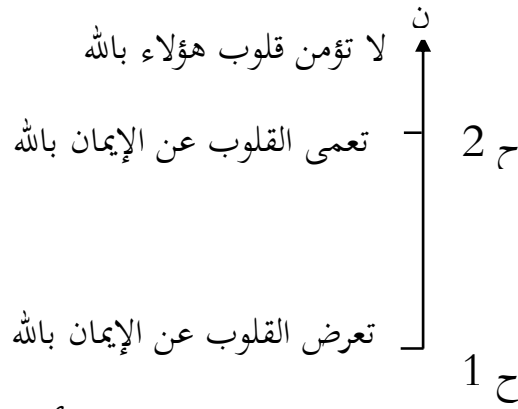 ن
لا تؤمن قلوب هؤلاء بالله
ح 2 تعمى القلوب عن الإيمان بالله
تعرض القلوب عن الإيمان بالله
ح 1